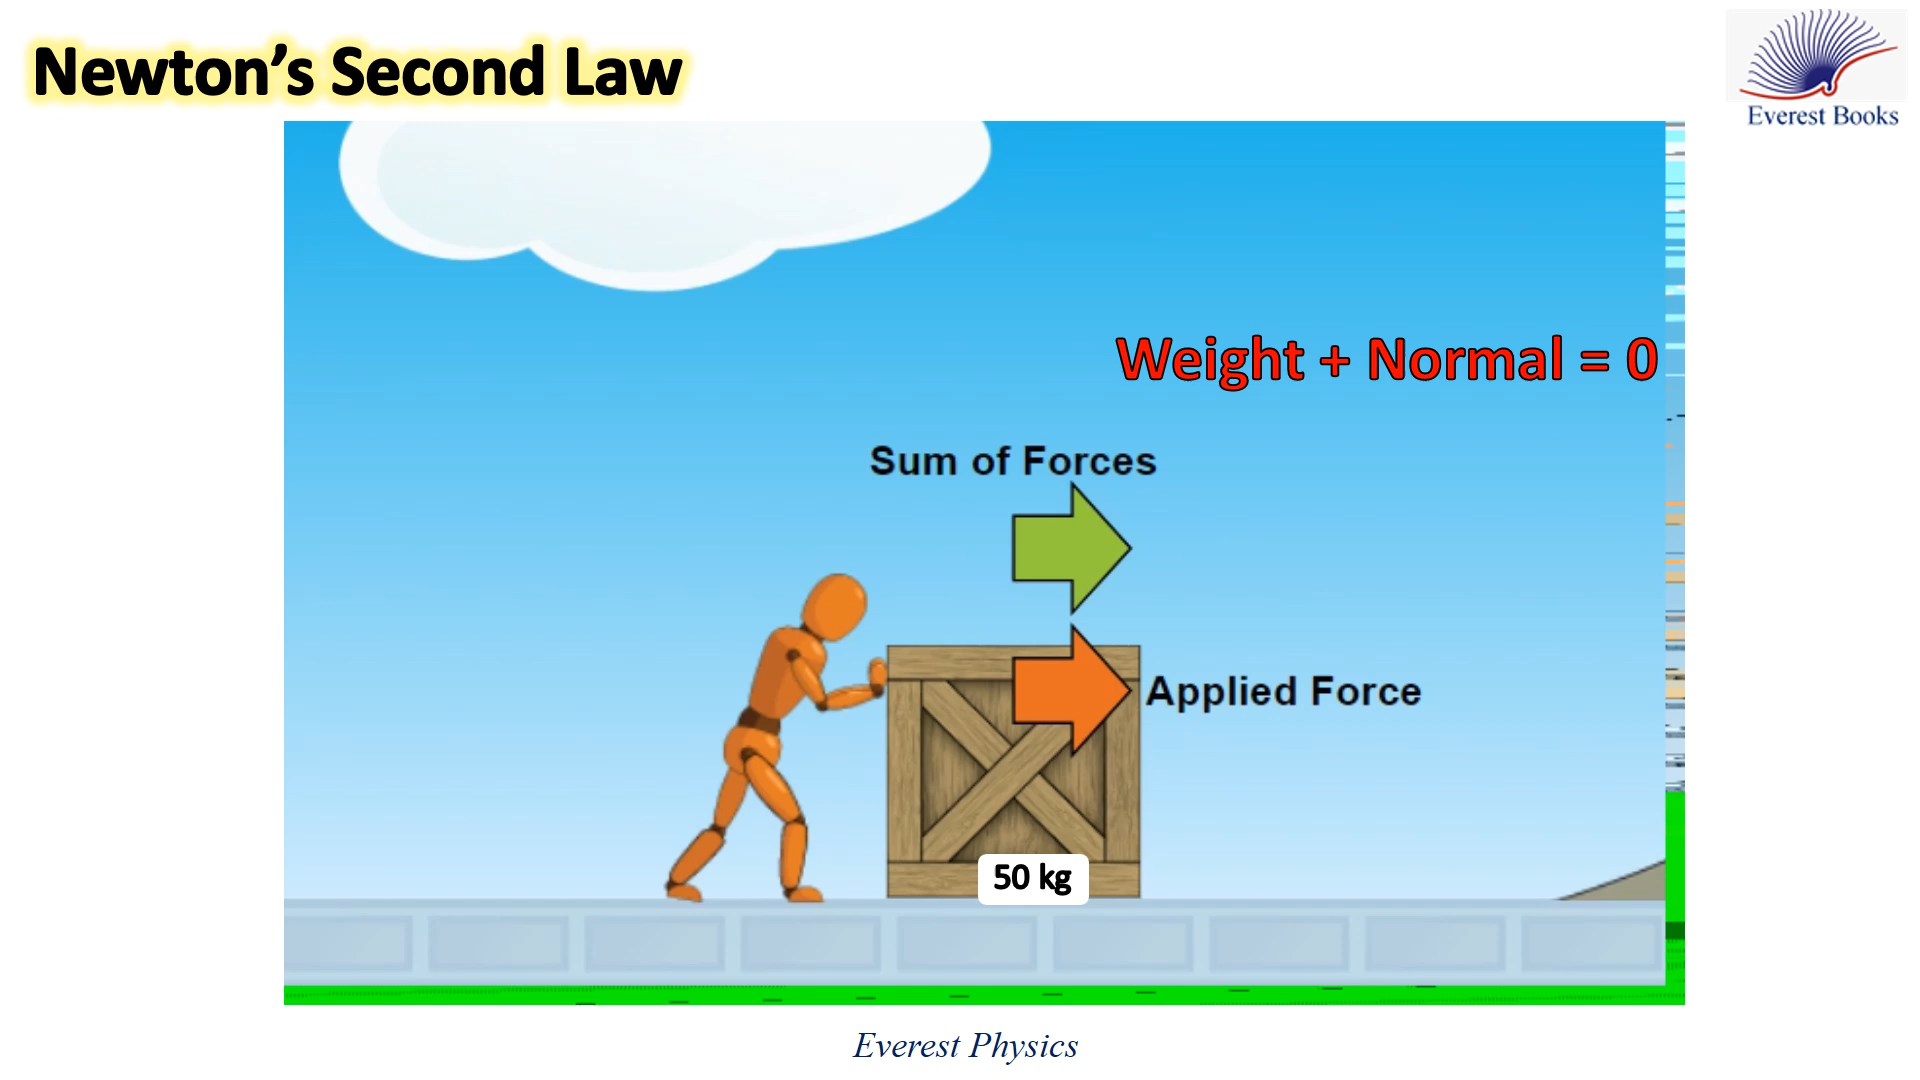 Newton’s Second Law
Everest Books
Weight + Normal = 0
Sum of Forces
Applied Force
50 kg
Everest Physics